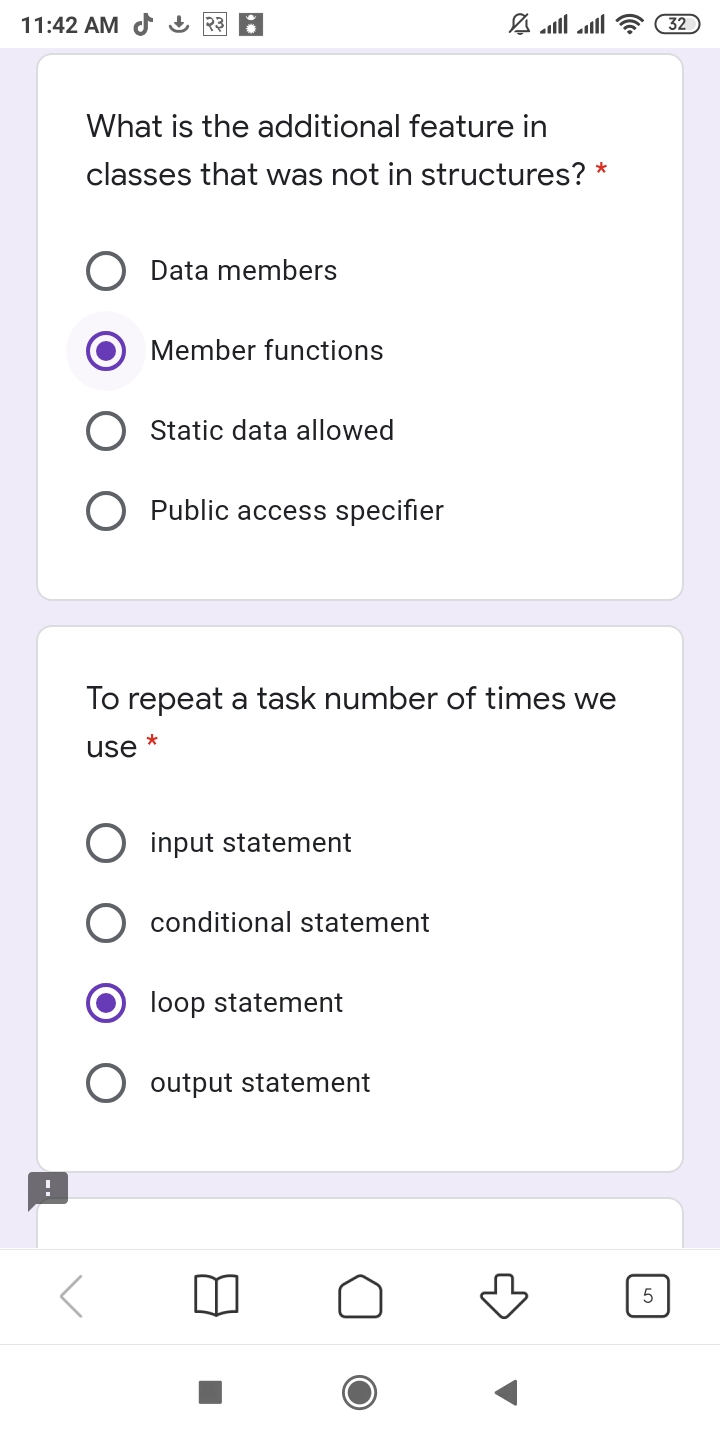 11:42 AM २३ 32
What is the additional feature in
classes that was not in structures? *
Data members
Member functions
Static data allowed
Public access specifier
To repeat a task number of times we
use *
input statement
conditional statement
loop statement
output statement
!
5